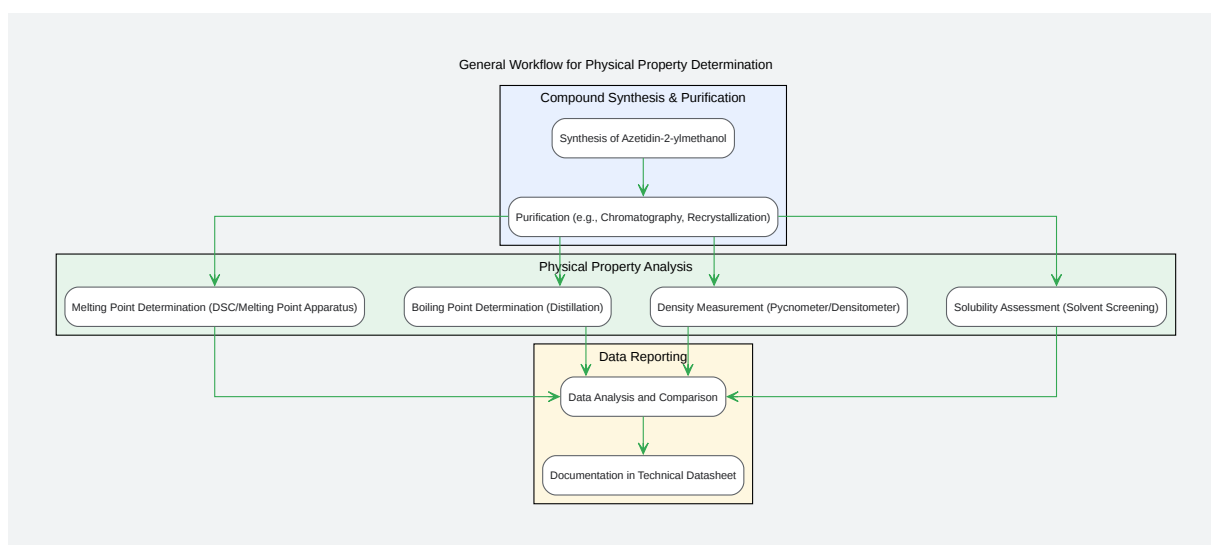 General Workflow for Physical Property Determination
Compound Synthesis & Purification
Synthesis of Azetidin-2-ylmethanol
Purification (e.g., Chromatography, Recrystallization)
Physical Property Analysis
Melting Point Determination (DSC/Melting Point Apparatus)
Boiling Point Determination (Distillation)
Density Measurement (Pycnometer/Densitometer)
Solubility Assessment (Solvent Screening)
Data Reporting
Data Analysis and Comparison
Documentation in Technical Datasheet